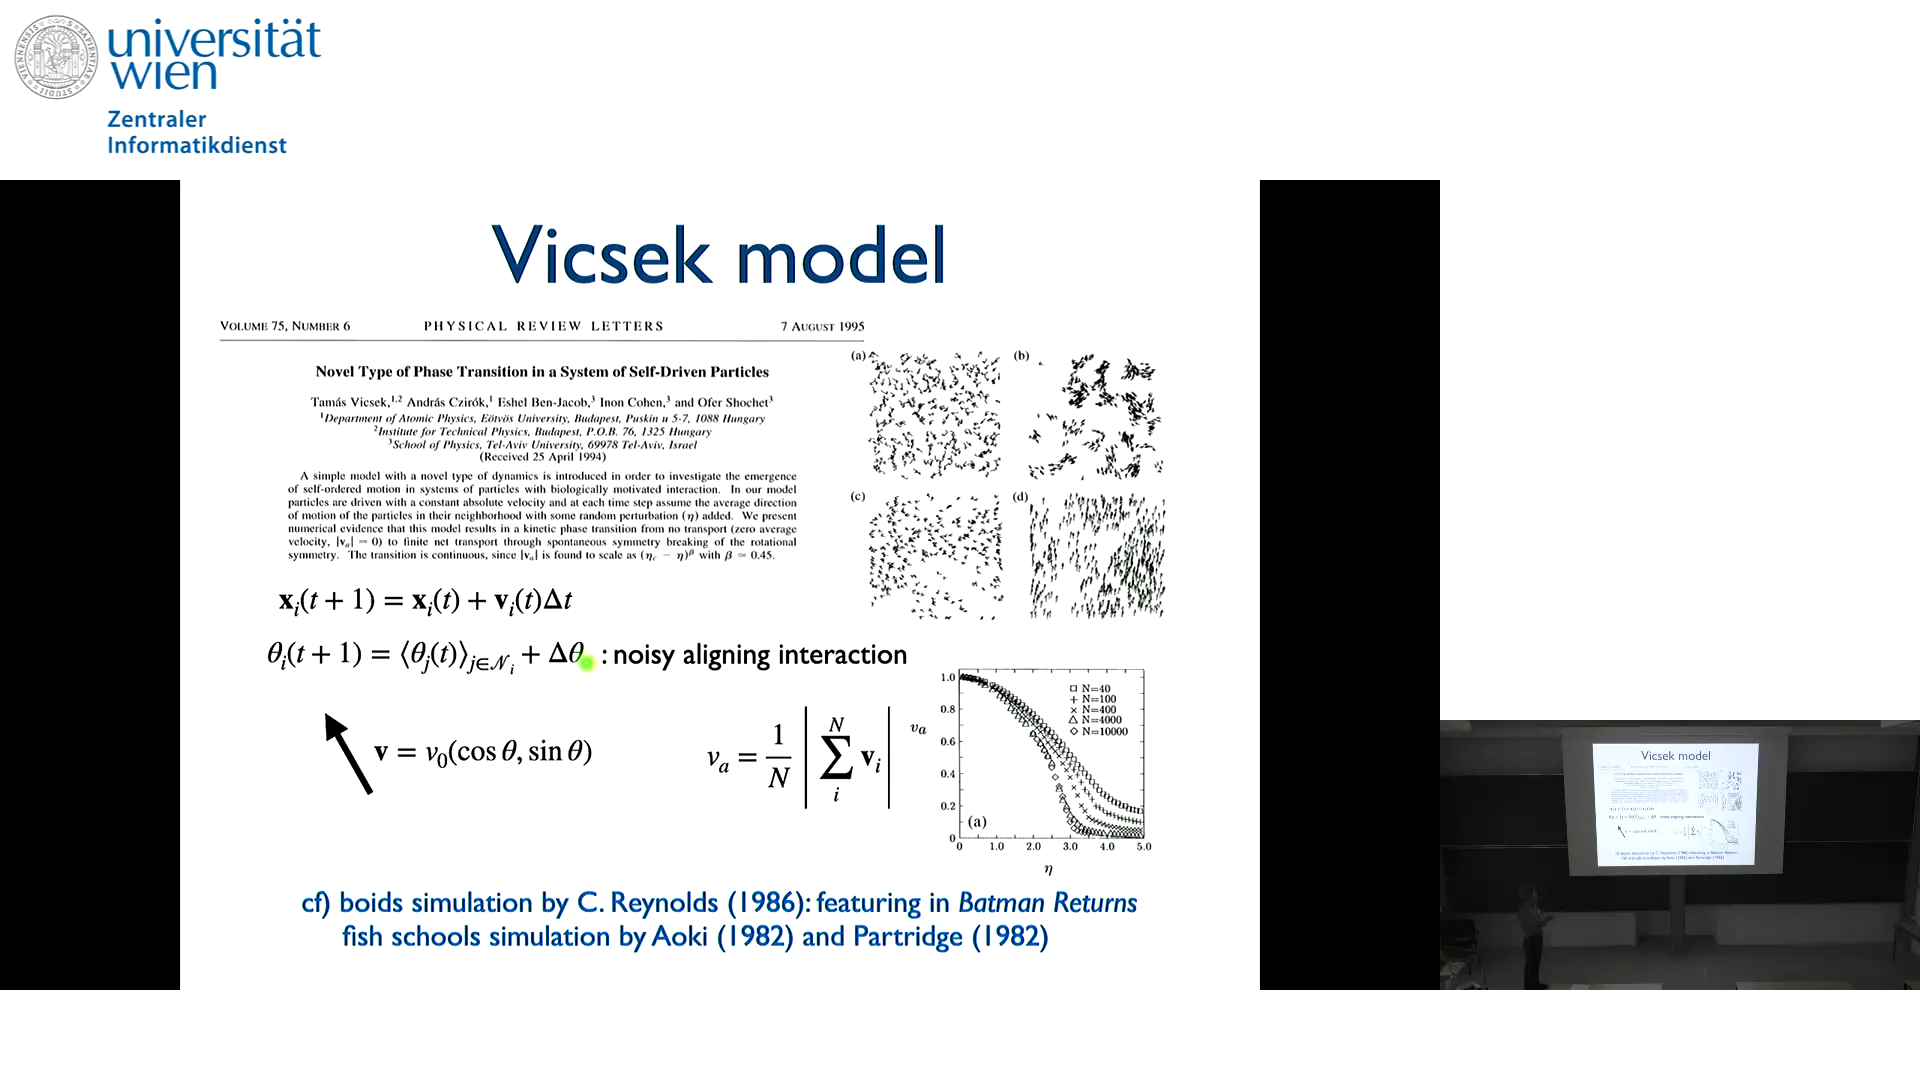 universität
wien
Zentraler
Informatikdienst
Vicsek model
VOLUME 75, NUMBER 6 PHYSICAL REVIEW LETTERS 7 AUGUST 1995
Novel Type of Phase Transition in a System of Self-Driven Particles
Tamás Vicsek,1,2 András Czirók,1 Eshel Ben-Jacob,3 Inon Cohen,3 and Ofer Shochet3
1Department of Atomic Physics, Eötvös University, Budapest, Puskin u 5-7, 1088 Hungary
2Institute for Technical Physics, Budapest, P.O.B. 76, 1325 Hungary
3School of Physics, Tel-Aviv University, 69978 Tel-Aviv, Israel
(Received 25 April 1994)
A simple model with a novel type of dynamics is introduced in order to investigate the emergence
of self-ordered motion in systems of particles with biologically motivated interaction. In our model
particles are driven with a constant absolute velocity and at each time step assume the average direction
of motion of the particles in their neighborhood with some random perturbation (η) added. We present
numerical evidence that this model results in a kinetic phase transition from no transport (zero average
velocity, |vₐ| = 0) to finite net transport through spontaneous symmetry breaking of the rotational
symmetry. The transition is continuous, since |vₐ| is found to scale as (η_c − η)^β with β ≃ 0.45.
(a) (b)
(c) (d)
x_i(t + 1) = x_i(t) + v_i(t)Δt
θ_i(t + 1) = ⟨θ_j(t)⟩_{j∈𝒩_i} + Δθ : noisy aligning interaction
v = v_0(cos θ, sin θ)
v_a = 1/N |∑_i^N v_i|
v_a
1.0
0.8
0.6
0.4
0.2
0
□ N=40
+ N=100
× N=400
△ N=4000
◇ N=10000
(a)
0 1.0 2.0 3.0 4.0 5.0
η
cf) boids simulation by C. Reynolds (1986): featuring in Batman Returns
fish schools simulation by Aoki (1982) and Partridge (1982)
Vicsek model